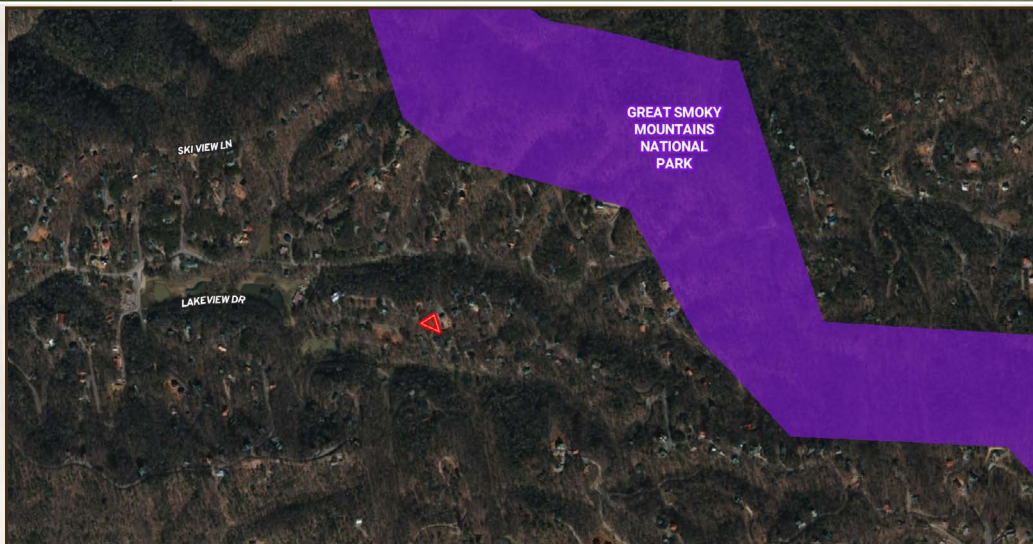 GREAT SMOKY
MOUNTAINS
NATIONAL
PARK
SKI VIEW LN
LAKEVIEW DR